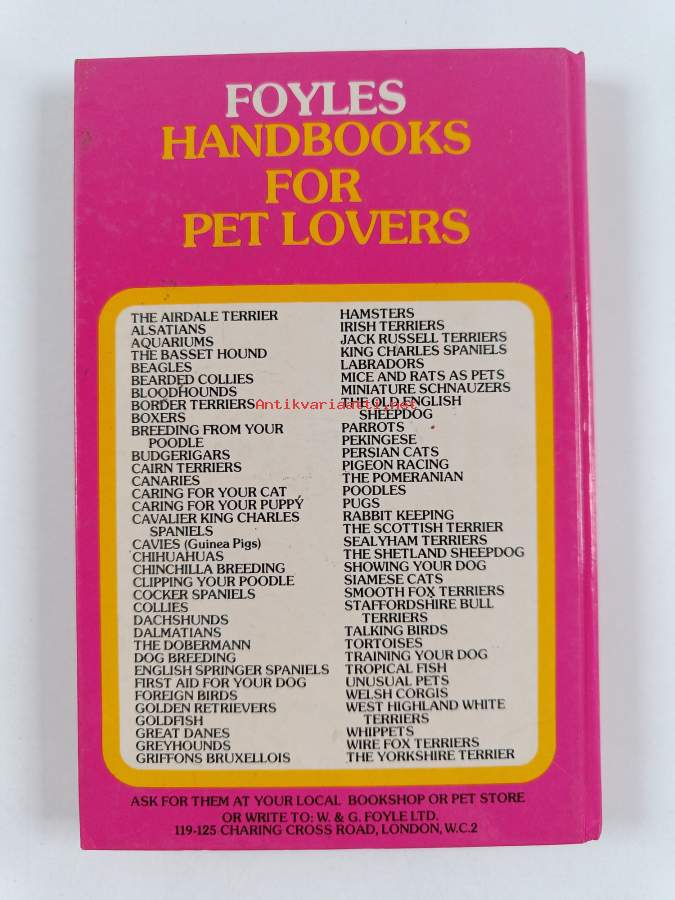 FOYLES
HANDBOOKS
FOR
PET LOVERS
THE AIRDALE TERRIER
ALSATIANS
AQUARIUMS
THE BASSET HOUND
BEAGLES
BEARDED COLLIES
BLOODHOUNDS
BORDER TERRIERS
BOXERS
BREEDING FROM YOUR
POODLE
BUDGERIGARS
CAIRN TERRIERS
CANARIES
CARING FOR YOUR CAT
CARING FOR YOUR PUPPY
CAVALIER KING CHARLES
SPANIELS
CAVIES (Guinea Pigs)
CHIHUAHUAS
CHINCHILLA BREEDING
CLIPPING YOUR POODLE
COCKER SPANIELS
COLLIES
DACHSHUNDS
DALMATIANS
THE DOBERMANN
DOG BREEDING
ENGLISH SPRINGER SPANIELS
FIRST AID FOR YOUR DOG
FOREIGN BIRDS
GOLDEN RETRIEVERS
GOLDFISH
GREAT DANES
GREYHOUNDS
GRIFFONS BRUXELLOIS
HAMSTERS
IRISH TERRIERS
JACK RUSSELL TERRIERS
KING CHARLES SPANIELS
LABRADORS
MICE AND RATS AS PETS
MINIATURE SCHNAUZERS
THE OLD ENGLISH
SHEEPDOG
PARROTS
PEKINGESE
PERSIAN CATS
PIGEON RACING
THE POMERANIAN
POODLES
PUGS
RABBIT KEEPING
THE SCOTTISH TERRIER
SEALYHAM TERRIERS
THE SHETLAND SHEEPDOG
SHOWING YOUR DOG
SIAMESE CATS
SMOOTH FOX TERRIERS
STAFFORDSHIRE BULL
TERRIERS
TALKING BIRDS
TORTOISES
TRAINING YOUR DOG
TROPICAL FISH
UNUSUAL PETS
WELSH CORGIS
WEST HIGHLAND WHITE
TERRIERS
WHIPPETS
WIRE FOX TERRIERS
THE YORKSHIRE TERRIER
Antikvariaatti.net
ASK FOR THEM AT YOUR LOCAL BOOKSHOP OR PET STORE
OR WRITE TO: W. & G. FOYLE LTD.
119-125 CHARING CROSS ROAD, LONDON, W.C.2